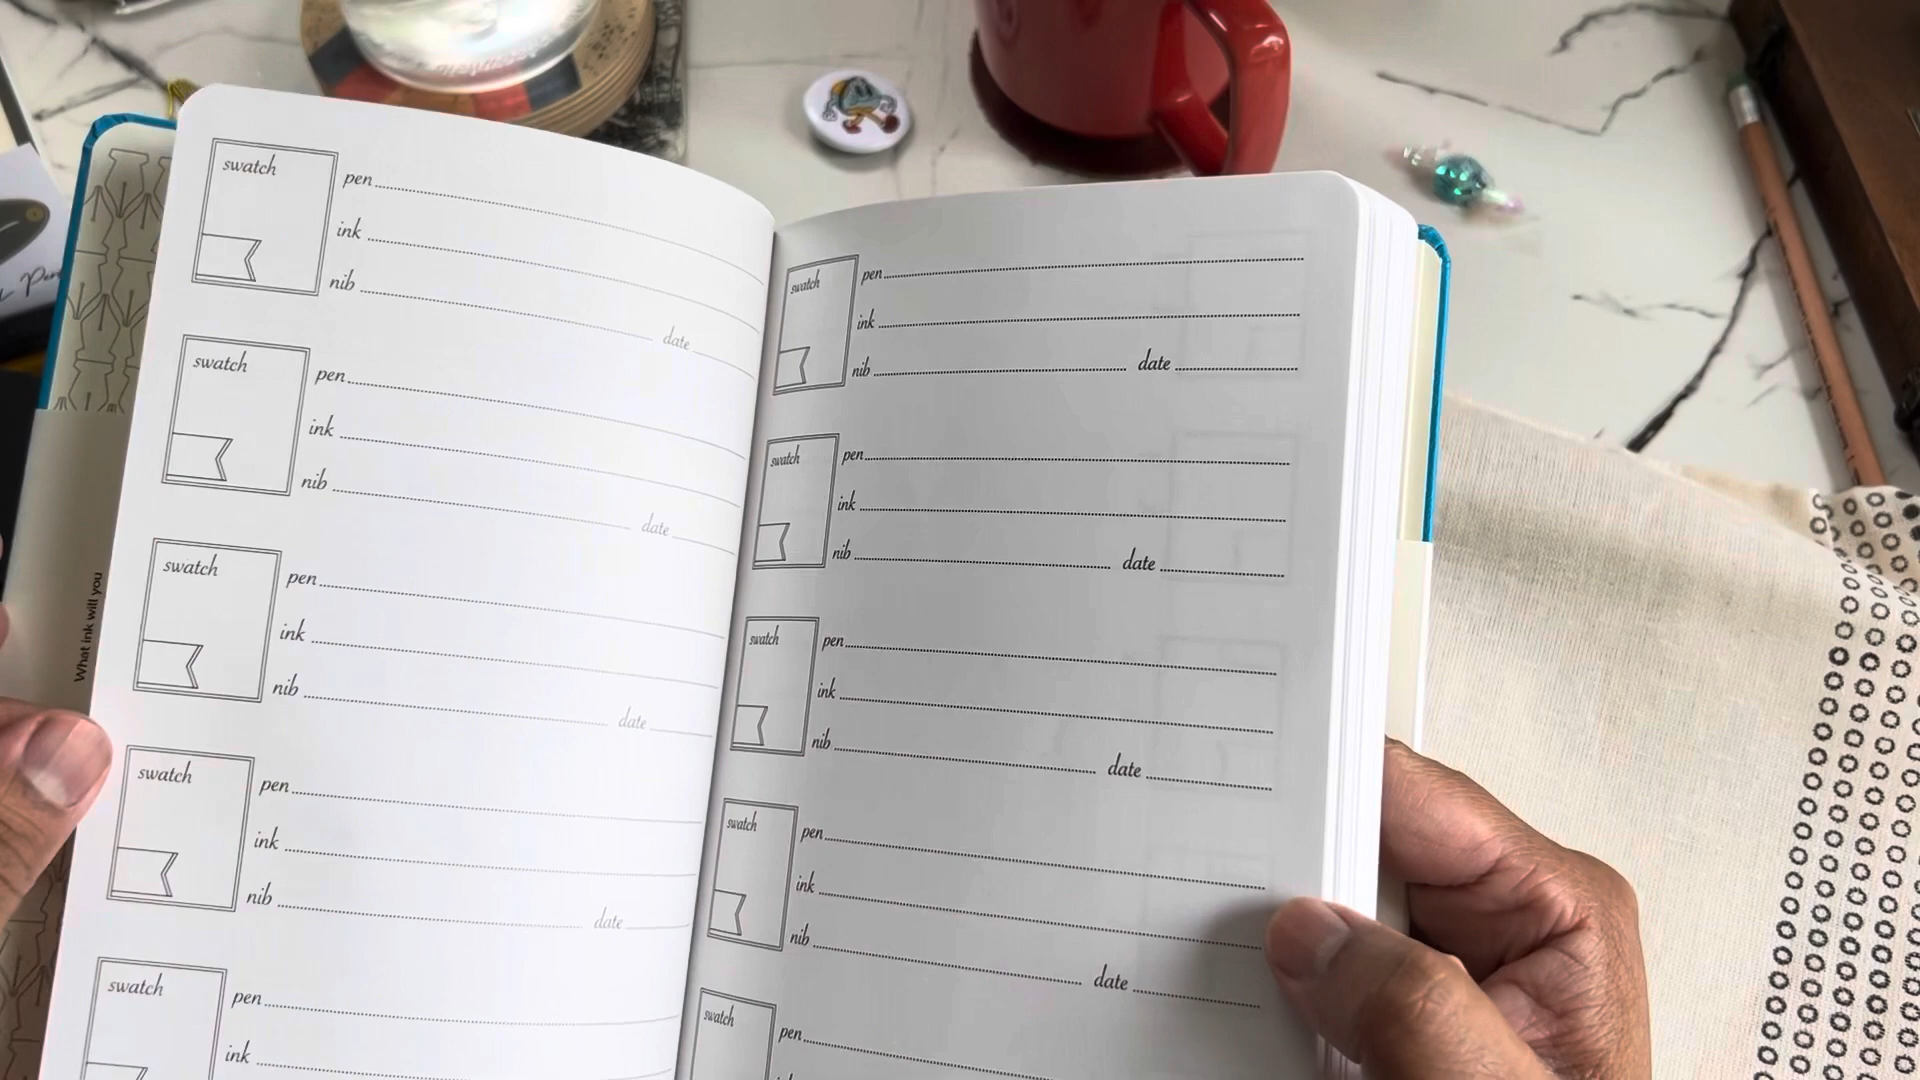 swatch
pen
ink
nib
date
swatch
pen
ink
nib
date
swatch
pen
ink
nib
date
swatch
pen
ink
nib
date
swatch
pen
ink
swatch
pen
ink
nib
date
swatch
pen
ink
nib
date
swatch
pen
ink
nib
date
swatch
pen
ink
nib
date
swatch
pen
What ink will you